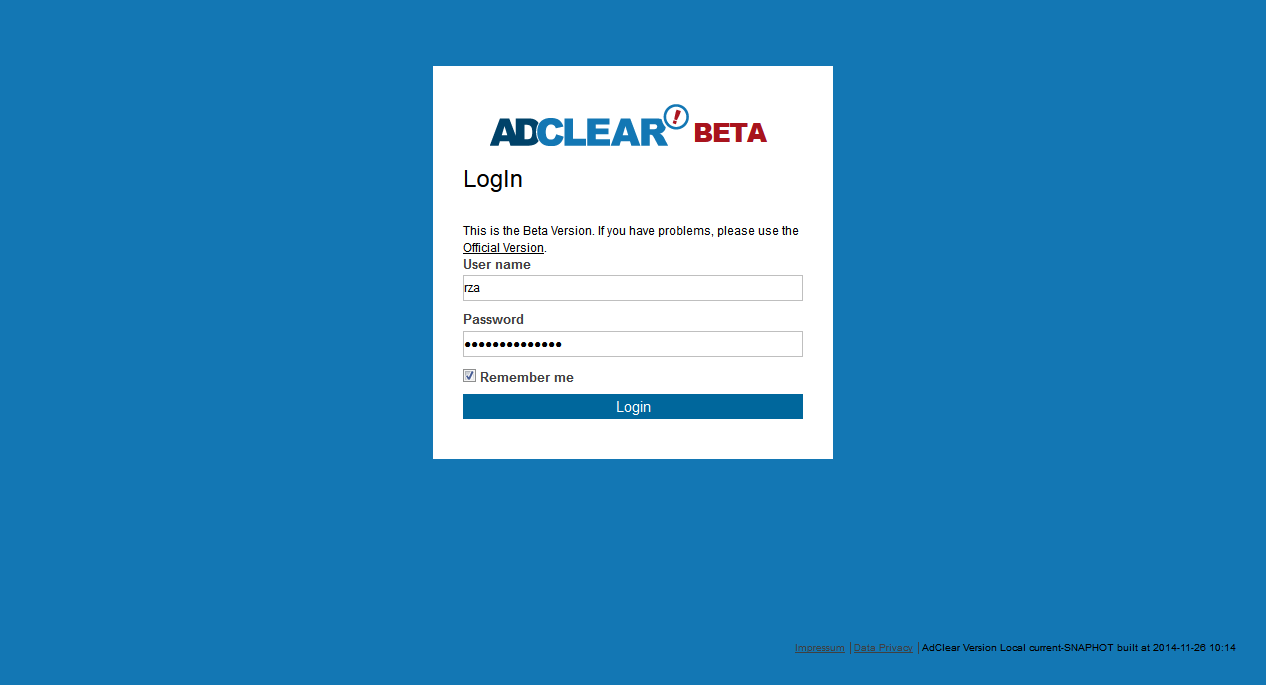 ADCLEAR! BETA
LogIn
This is the Beta Version. If you have problems, please use the
Official Version.
User name
rza
Password
••••••••••••••
Remember me
Login
Impressum | Data Privacy | AdClear Version Local current-SNAPHOT built at 2014-11-26 10:14